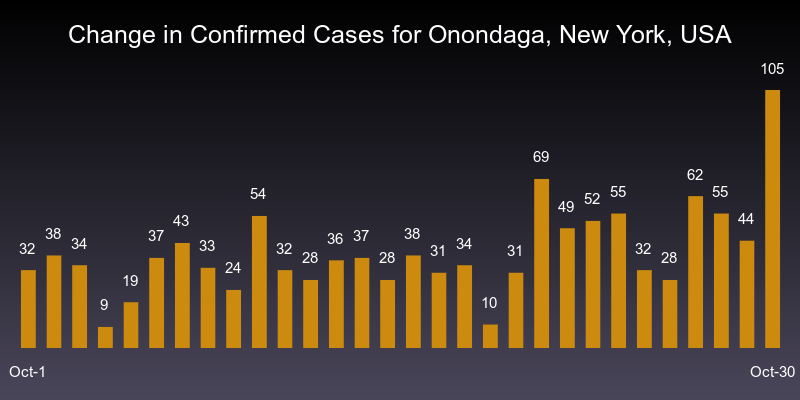 Change in Confirmed Cases for Onondaga, New York, USA
105
69
62
54
49 52 55 55
43 44
32 38 34 37 33 32 28 36 37 28 38 31 34 31 32 28
24
19
9 10
Oct-1 Oct-30